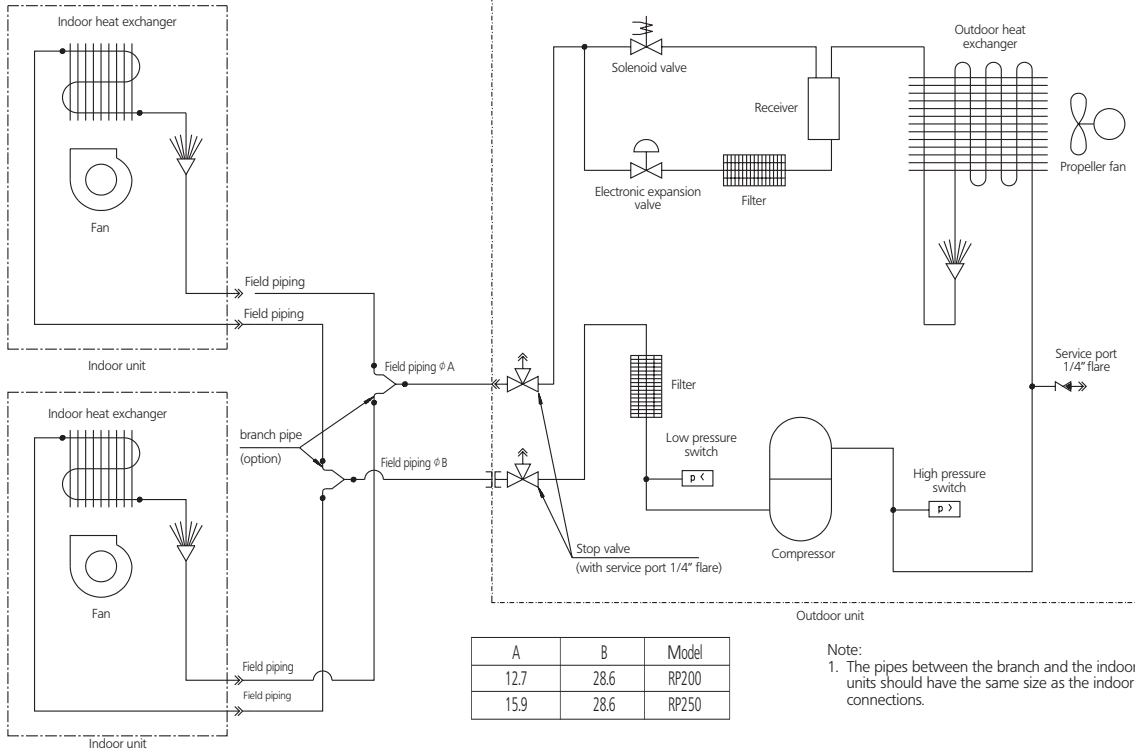 Indoor heat exchanger
Fan
Indoor unit
Field piping
Field piping
Indoor heat exchanger
Fan
Indoor unit
Field piping
Field piping
branch pipe
(option)
Field piping φA
Field piping φB
Solenoid valve
Receiver
Electronic expansion
valve
Filter
Outdoor heat
exchanger
Propeller fan
Service port
1/4" flare
Filter
Low pressure
switch
p <
Compressor
High pressure
switch
p >
Stop valve
(with service port 1/4" flare)
Outdoor unit
A B Model
12.7 28.6 RP200
15.9 28.6 RP250
Note:
1. The pipes between the branch and the indoor
units should have the same size as the indoor
connections.